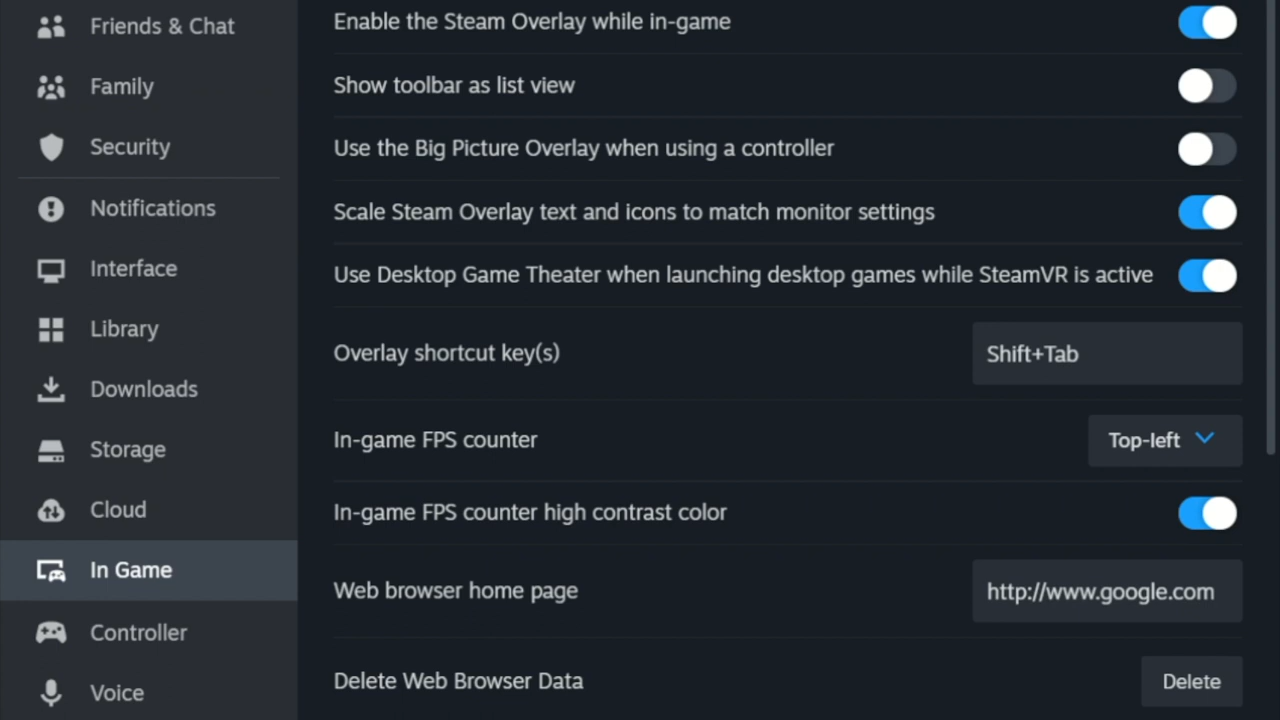 Friends & Chat
Family
Security
Notifications
Interface
Library
Downloads
Storage
Cloud
In Game
Controller
Voice
Enable the Steam Overlay while in-game
Show toolbar as list view
Use the Big Picture Overlay when using a controller
Scale Steam Overlay text and icons to match monitor settings
Use Desktop Game Theater when launching desktop games while SteamVR is active
Overlay shortcut key(s)
Shift+Tab
In-game FPS counter
Top-left
In-game FPS counter high contrast color
Web browser home page
http://www.google.com
Delete Web Browser Data
Delete